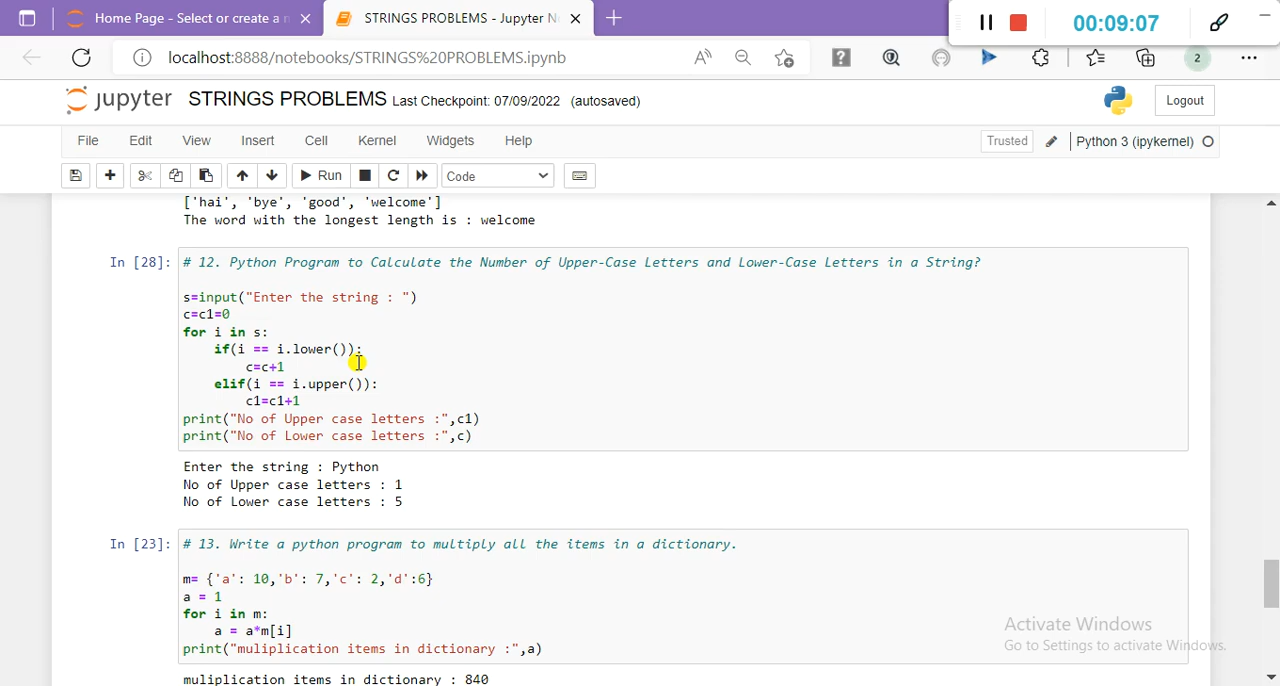 Home Page - Select or create a n
STRINGS PROBLEMS - Jupyter N
00:09:07
localhost:8888/notebooks/STRINGS%20PROBLEMS.ipynb
2
jupyter STRINGS PROBLEMS Last Checkpoint: 07/09/2022 (autosaved)
Logout
File Edit View Insert Cell Kernel Widgets Help
Trusted
Python 3 (ipykernel)
Run
Code
['hai', 'bye', 'good', 'welcome']
The word with the longest length is : welcome
In [28]: # 12. Python Program to Calculate the Number of Upper-Case Letters and Lower-Case Letters in a String?
s=input("Enter the string : ")
c=c1=0
for i in s:
    if(i == i.lower()):
        c=c+1
    elif(i == i.upper()):
        c1=c1+1
print("No of Upper case letters :",c1)
print("No of Lower case letters :",c)
Enter the string : Python
No of Upper case letters : 1
No of Lower case letters : 5
In [23]: # 13. Write a python program to multiply all the items in a dictionary.
m= {'a': 10,'b': 7,'c': 2,'d':6}
a = 1
for i in m:
    a = a*m[i]
print("muliplication items in dictionary :",a)
muliplication items in dictionary : 840
Activate Windows
Go to Settings to activate Windows.